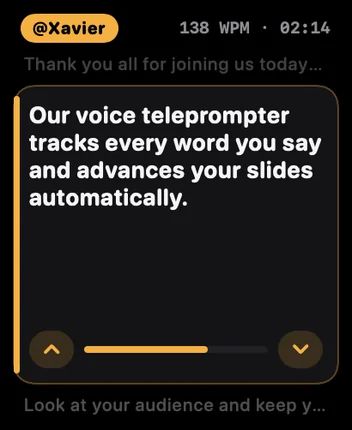 @Xavier
138 WPM · 02:14
Thank you all for joining us today…
Our voice teleprompter
tracks every word you say
and advances your slides
automatically.
Look at your audience and keep y…